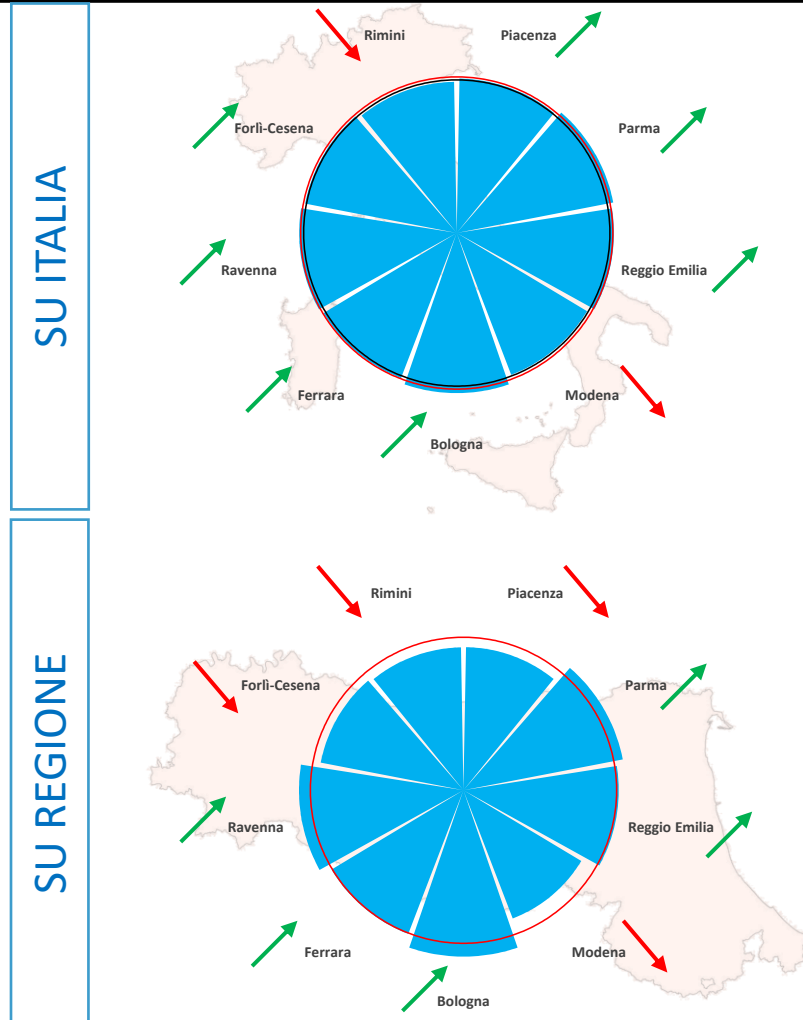 SU ITALIA
Rimini
Piacenza
Forlì-Cesena
Parma
Ravenna
Reggio Emilia
Ferrara
Modena
Bologna
SU REGIONE
Rimini
Piacenza
Forlì-Cesena
Parma
Ravenna
Reggio Emilia
Ferrara
Modena
Bologna